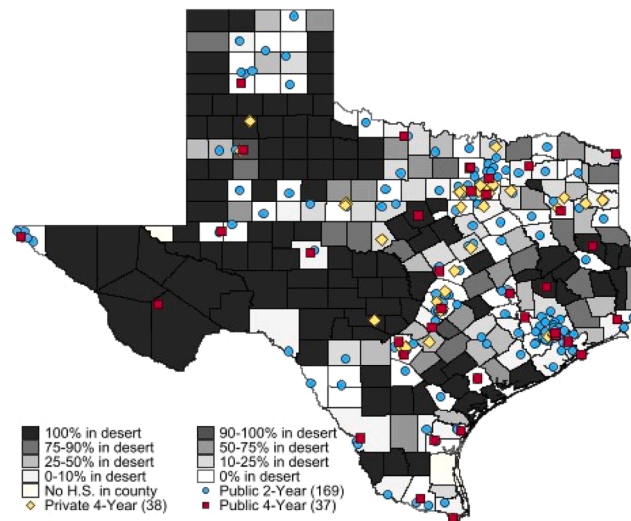 100% in desert
90-100% in desert
75-90% in desert
50-75% in desert
25-50% in desert
10-25% in desert
0-10% in desert
0% in desert
No H.S. in county
Public 2-Year (169)
Private 4-Year (38)
Public 4-Year (37)